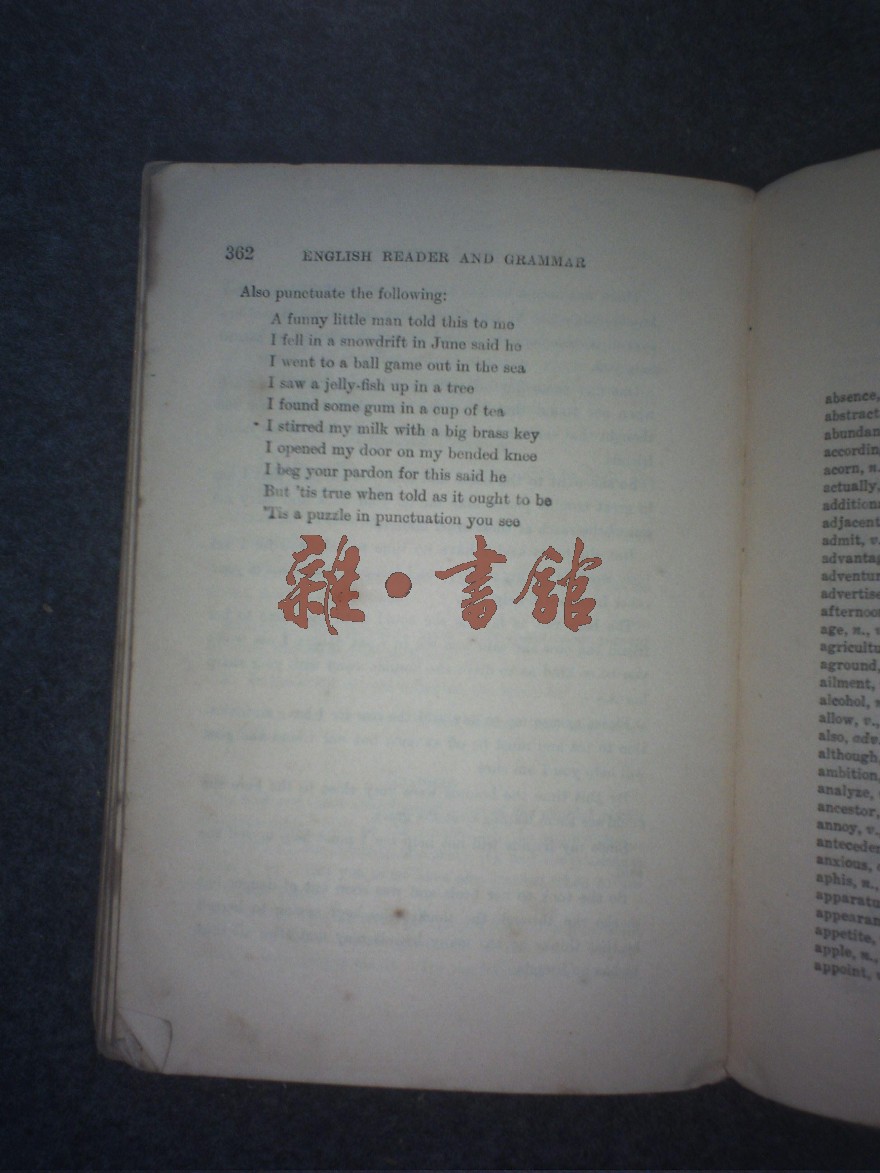 362 ENGLISH READER AND GRAMMAR
Also punctuate the following:
A funny little man told this to me
I fell in a snowdrift in June said he
I went to a ball game out in the sea
I saw a jelly-fish up in a tree
I found some gum in a cup of tea
I stirred my milk with a big brass key
I opened my door on my bended knee
I beg your pardon for this said he
But 'tis true when told as it ought to be
'Tis a puzzle in punctuation you see
雜·書館
absence,
abstract
abundan
accordin
acorn, n.
actually,
additiona
adjacent
admit, v.
advantag
adventur
advertise
afternoo
age, n., v
agricultu
aground,
ailment,
alcohol, n
allow, v.,
also, adv.
although,
ambition,
analyze,
ancestor,
annoy, v.,
anteceden
anxious,
aphis, n.,
apparatu
appearan
appetite,
apple, n.,
appoint,